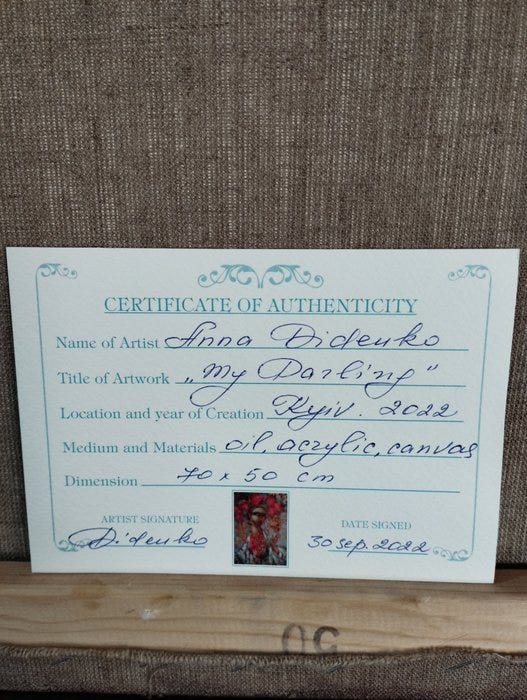 CERTIFICATE OF AUTHENTICITY
Name of Artist Anna Didenko
Title of Artwork „My Darling“
Location and year of Creation Kyiv. 2022
Medium and Materials oil, acrylic, canvas
Dimension 70 x 50 cm
ARTIST SIGNATURE
Didenko
DATE SIGNED
30 sep. 2022
50